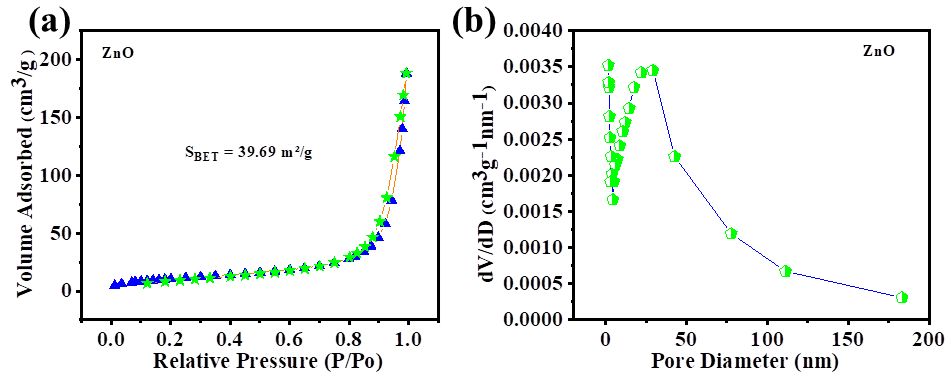 (a)
ZnO
S_BET = 39.69 m²/g
Volume Adsorbed (cm³/g)
200
150
100
50
0
0.0 0.2 0.4 0.6 0.8 1.0
Relative Pressure (P/Po)
(b)
ZnO
dV/dD (cm³g⁻¹nm⁻¹)
0.0040
0.0035
0.0030
0.0025
0.0020
0.0015
0.0010
0.0005
0.0000
0 50 100 150 200
Pore Diameter (nm)